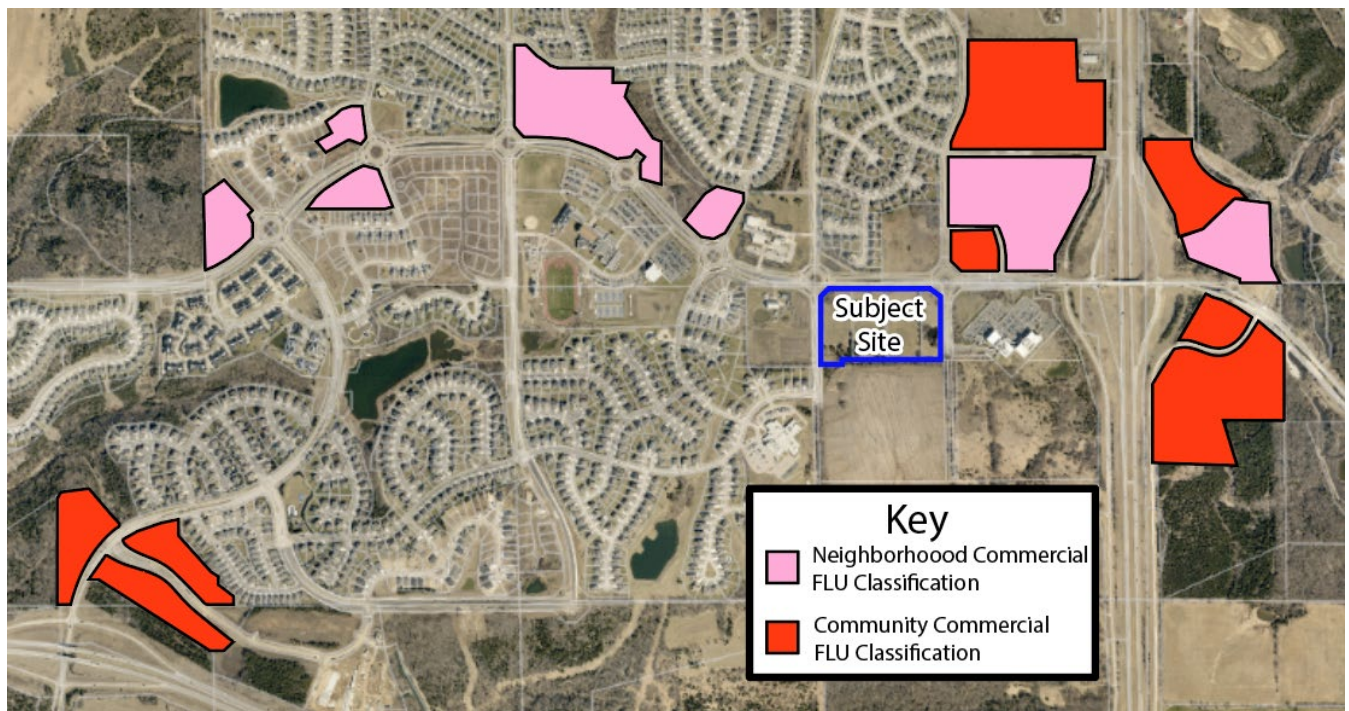 Subject
Site
Key
Neighborhoood Commercial
FLU Classification
Community Commercial
FLU Classification